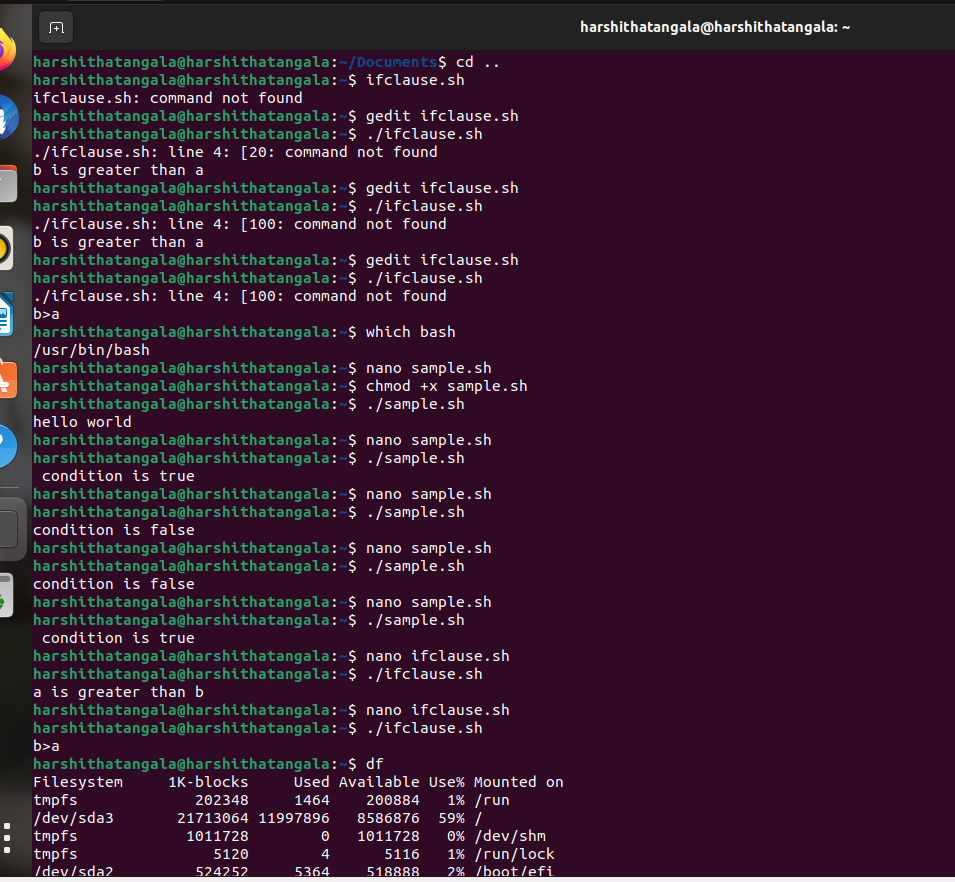 harshithatangala@harshithatangala: ~
harshithatangala@harshithatangala:~/Documents$ cd ..
harshithatangala@harshithatangala:~$ ifclause.sh
ifclause.sh: command not found
harshithatangala@harshithatangala:~$ gedit ifclause.sh
harshithatangala@harshithatangala:~$ ./ifclause.sh
./ifclause.sh: line 4: [20: command not found
b is greater than a
harshithatangala@harshithatangala:~$ gedit ifclause.sh
harshithatangala@harshithatangala:~$ ./ifclause.sh
./ifclause.sh: line 4: [100: command not found
b is greater than a
harshithatangala@harshithatangala:~$ gedit ifclause.sh
harshithatangala@harshithatangala:~$ ./ifclause.sh
./ifclause.sh: line 4: [100: command not found
b>a
harshithatangala@harshithatangala:~$ which bash
/usr/bin/bash
harshithatangala@harshithatangala:~$ nano sample.sh
harshithatangala@harshithatangala:~$ chmod +x sample.sh
harshithatangala@harshithatangala:~$ ./sample.sh
hello world
harshithatangala@harshithatangala:~$ nano sample.sh
harshithatangala@harshithatangala:~$ ./sample.sh
 condition is true
harshithatangala@harshithatangala:~$ nano sample.sh
harshithatangala@harshithatangala:~$ ./sample.sh
condition is false
harshithatangala@harshithatangala:~$ nano sample.sh
harshithatangala@harshithatangala:~$ ./sample.sh
condition is false
harshithatangala@harshithatangala:~$ nano sample.sh
harshithatangala@harshithatangala:~$ ./sample.sh
 condition is true
harshithatangala@harshithatangala:~$ nano ifclause.sh
harshithatangala@harshithatangala:~$ ./ifclause.sh
a is greater than b
harshithatangala@harshithatangala:~$ nano ifclause.sh
harshithatangala@harshithatangala:~$ ./ifclause.sh
b>a
harshithatangala@harshithatangala:~$ df
Filesystem     1K-blocks     Used Available Use% Mounted on
tmpfs             202348     1464    200884   1% /run
/dev/sda3       21713064 11997896   8586876  59% /
tmpfs            1011728        0   1011728   0% /dev/shm
tmpfs               5120        4      5116   1% /run/lock
/dev/sda2         524252     5364    518888   2% /boot/efi